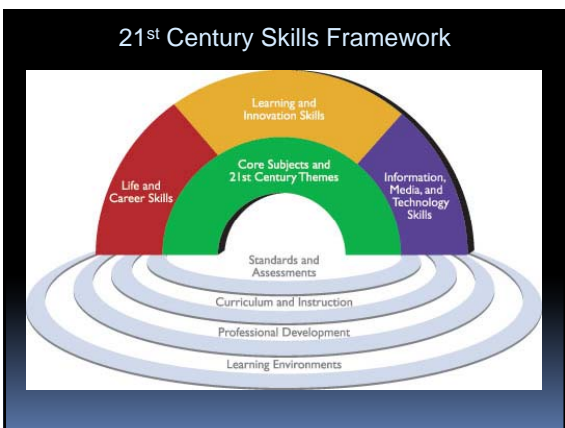 21st Century Skills Framework
Learning and
Innovation Skills
Core Subjects and
21st Century Themes
Life and
Career Skills
Information,
Media, and
Technology
Skills
Standards and
Assessments
Curriculum and Instruction
Professional Development
Learning Environments